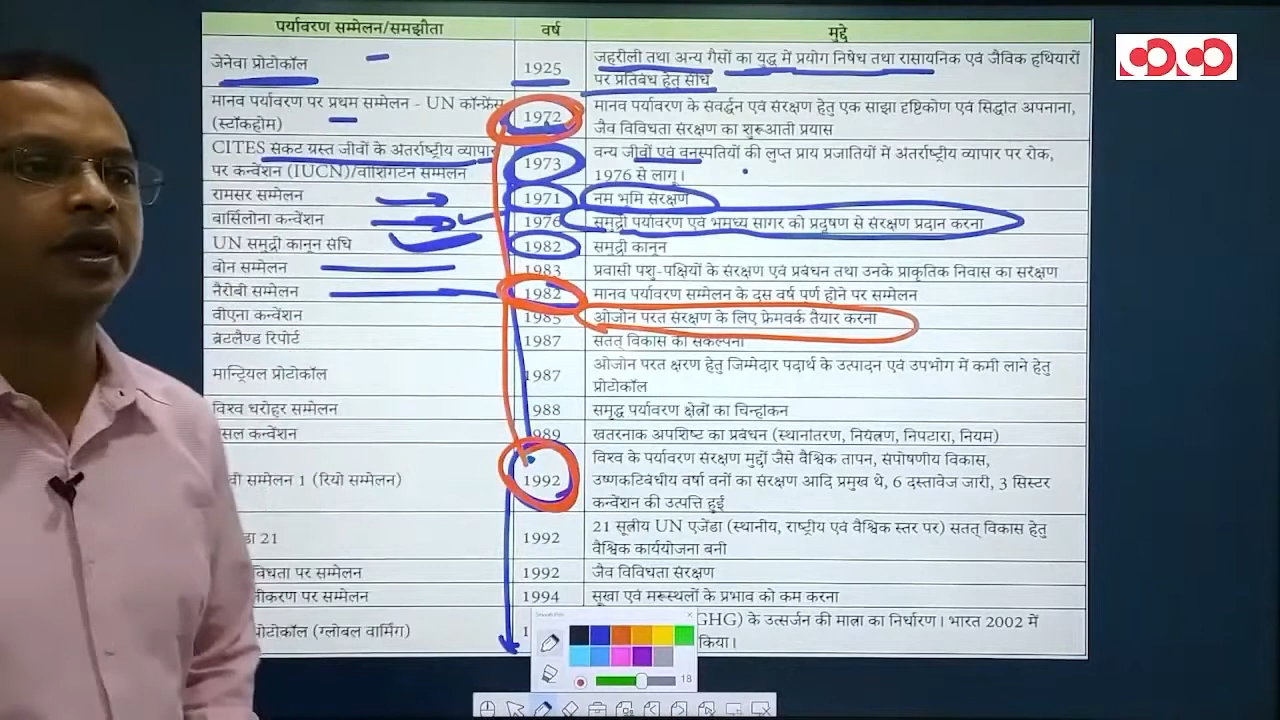 पर्यावरण सम्मेलन/समझौता वर्ष मुद्दे
जेनेवा प्रोटोकॉल 1925 जहरीली तथा अन्य गैसों का युद्ध में प्रयोग निषेध तथा रासायनिक एवं जैविक हथियारों
पर प्रतिबंध हेतु संधि
मानव पर्यावरण पर प्रथम सम्मेलन - UN कॉन्फ्रेंस 1972 मानव पर्यावरण के संवर्द्धन एवं संरक्षण हेतु एक साझा दृष्टिकोण एवं सिद्धांत अपनाना,
(स्टॉकहोम) जैव विविधता संरक्षण का शुरूआती प्रयास
CITES संकट ग्रस्त जीवों के अंतर्राष्ट्रीय व्यापार 1973 वन्य जीवों एवं वनस्पतियों की लुप्त प्राय प्रजातियों में अंतर्राष्ट्रीय व्यापार पर रोक,
पर कन्वेंशन (IUCN)/वाशिंगटन सम्मेलन 1976 से लागू।
रामसर सम्मेलन 1971 नम भूमि संरक्षण
बार्सिलोना कन्वेंशन 1976 समुद्री पर्यावरण एवं भूमध्य सागर को प्रदूषण से संरक्षण प्रदान करना
UN समुद्री कानून संधि 1982 समुद्री कानून
बोन सम्मेलन 1983 प्रवासी पशु-पक्षियों के संरक्षण एवं प्रबंधन तथा उनके प्राकृतिक निवास का संरक्षण
नैरोबी सम्मेलन 1982 मानव पर्यावरण सम्मेलन के दस वर्ष पूर्ण होने पर सम्मेलन
वीएना कन्वेंशन 1985 ओजोन परत संरक्षण के लिए फ्रेमवर्क तैयार करना
ब्रंटलैण्ड रिपोर्ट 1987 सतत् विकास की संकल्पना
मान्ट्रियल प्रोटोकॉल 1987 ओजोन परत क्षरण हेतु जिम्मेदार पदार्थ के उत्पादन एवं उपभोग में कमी लाने हेतु
प्रोटोकॉल
विश्व धरोहर सम्मेलन 1988 समृद्ध पर्यावरण क्षेत्रों का चिन्हांकन
सल कन्वेंशन 1989 खतरनाक अपशिष्ट का प्रबंधन (स्थानांतरण, नियंत्रण, निपटारा, नियम)
वी सम्मेलन 1 (रियो सम्मेलन) 1992 विश्व के पर्यावरण संरक्षण मुद्दों जैसे वैश्विक तापन, संपोषणीय विकास,
उष्णकटिबंधीय वर्षा वनों का संरक्षण आदि प्रमुख थे, 6 दस्तावेज जारी, 3 सिस्टर
कन्वेंशन की उत्पत्ति हुई
डा 21 1992 21 सूत्रीय UN एजेंडा (स्थानीय, राष्ट्रीय एवं वैश्विक स्तर पर) सतत् विकास हेतु
वैश्विक कार्ययोजना बनी
विधता पर सम्मेलन 1992 जैव विविधता संरक्षण
लीकरण पर सम्मेलन 1994 सूखा एवं मरूस्थलों के प्रभाव को कम करना
प्रोटोकॉल (ग्लोबल वार्मिंग) 1 GHG) के उत्सर्जन की मात्रा का निर्धारण। भारत 2002 में
किया।
18